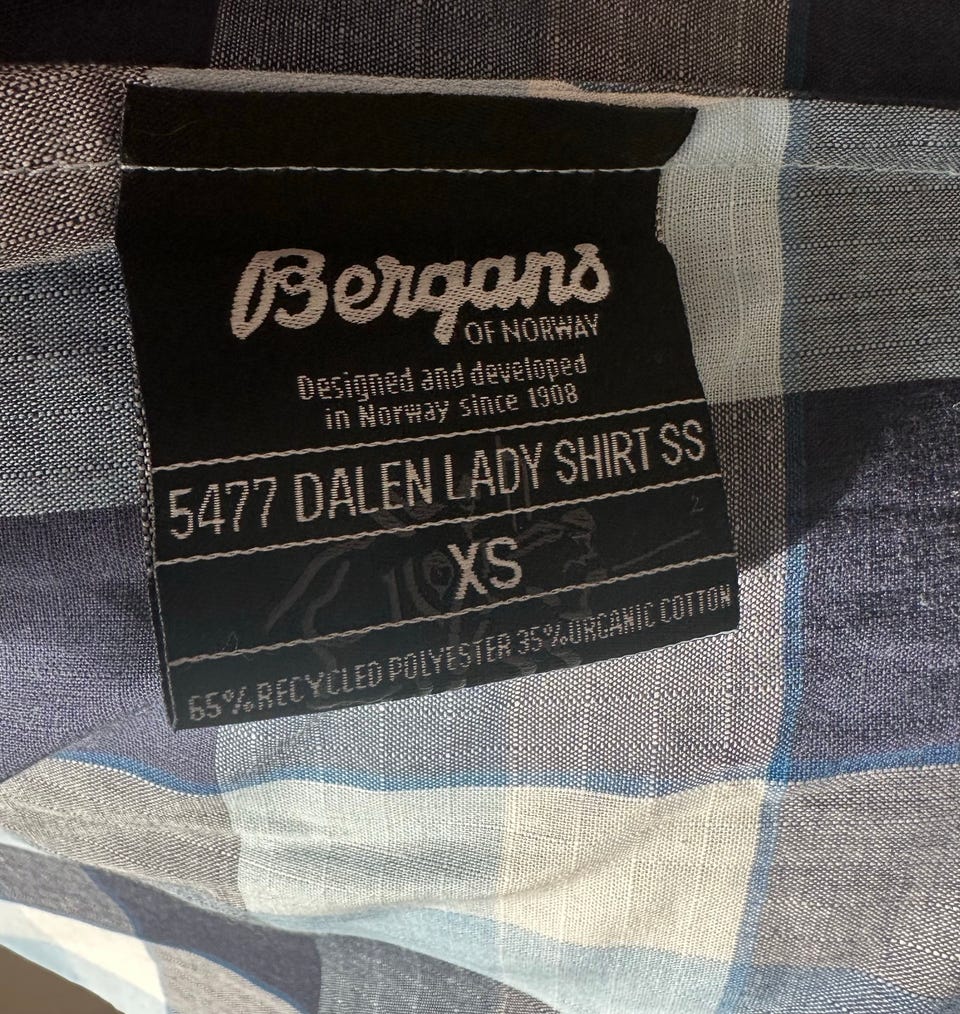 Bergans
OF NORWAY
Designed and developed
in Norway since 1908
5477 DALEN LADY SHIRT SS
XS
65% RECYCLED POLYESTER 35% ORGANIC COTTON